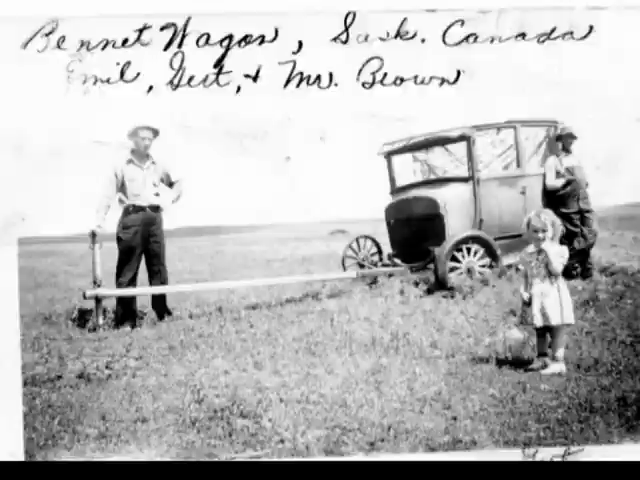 Bennet Wagon, Sask. Canada
Emil, Gert, + Mr. Brown